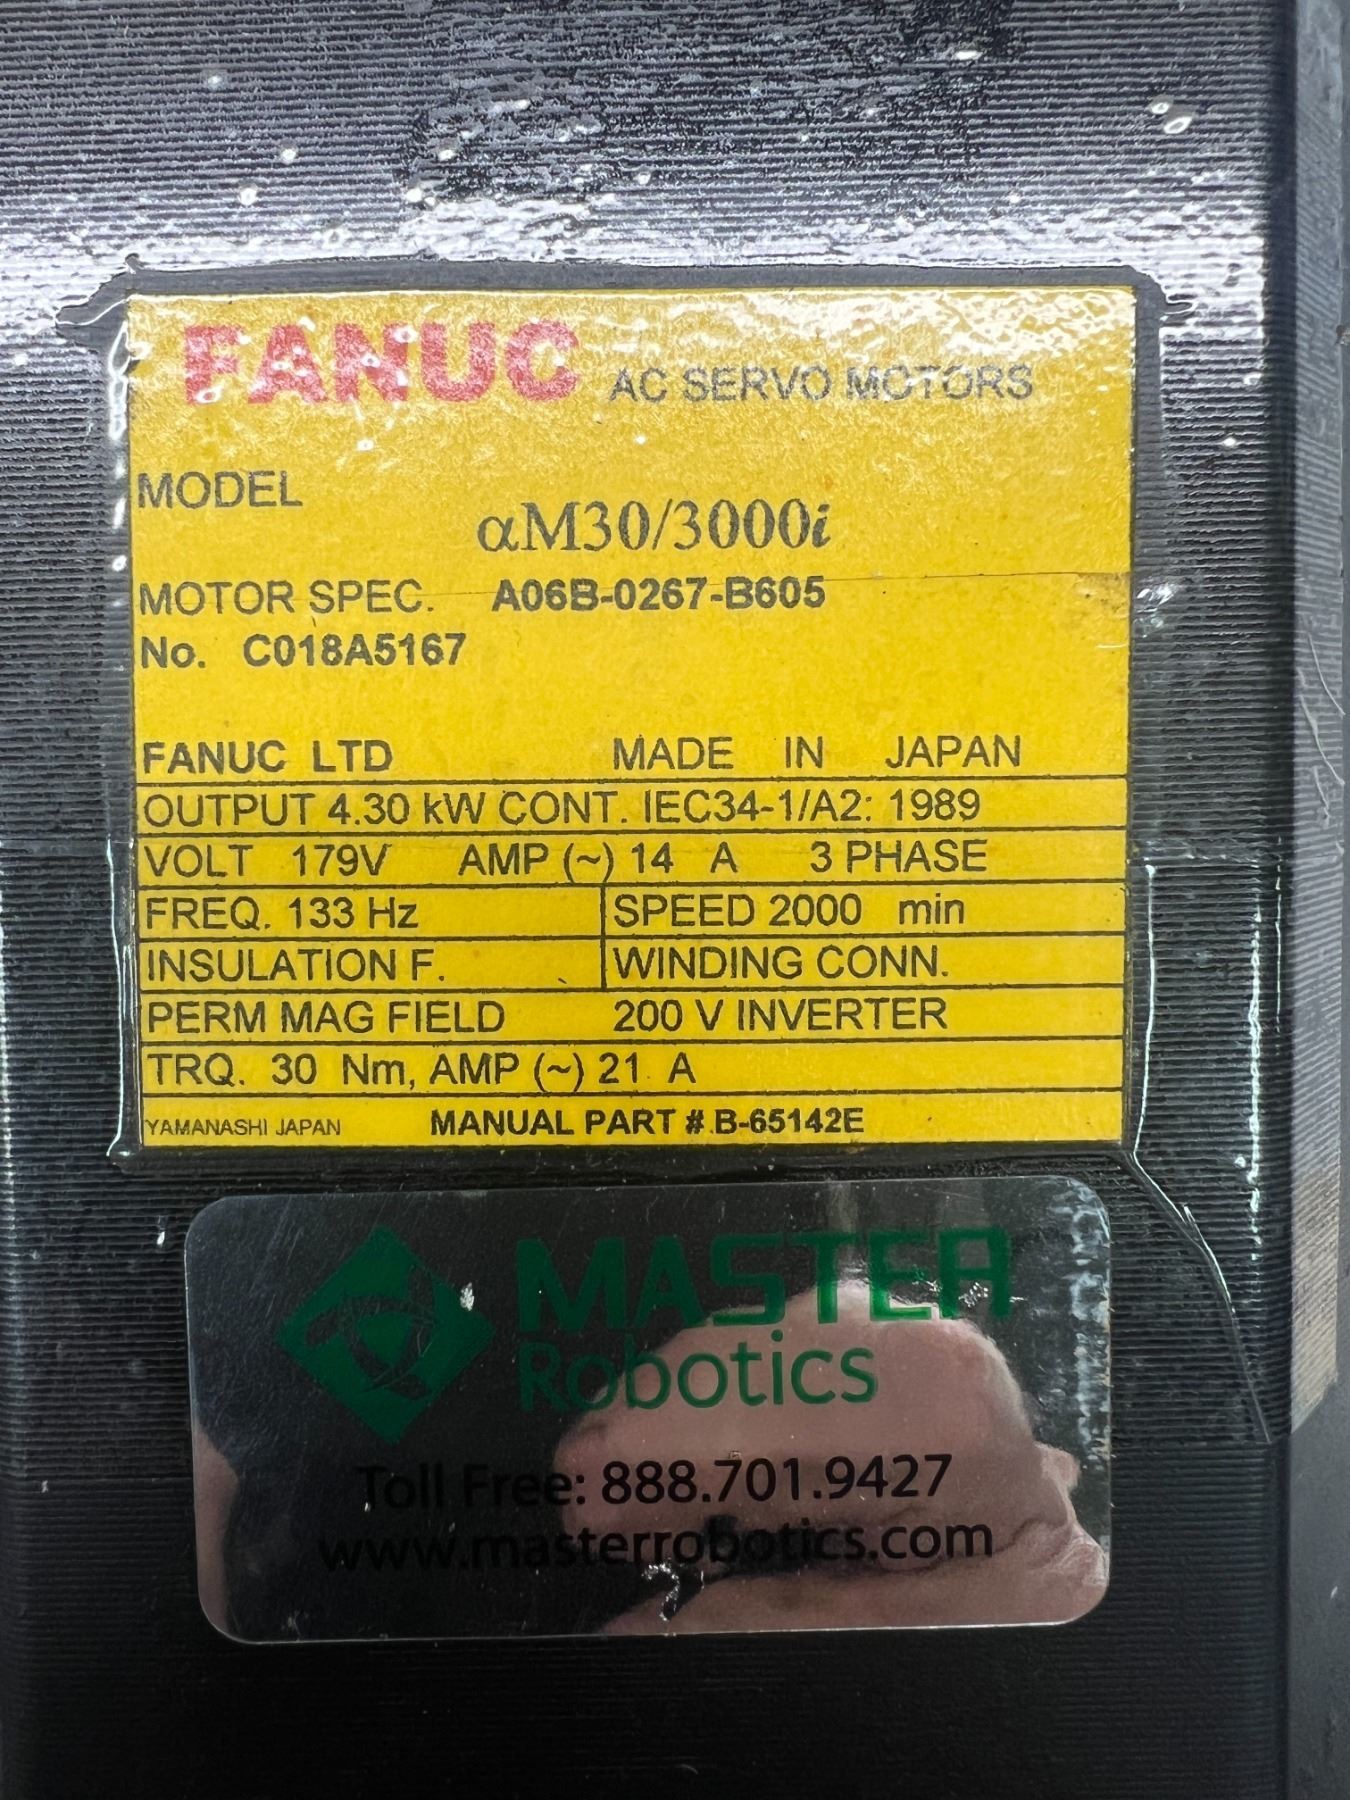 FANUC AC SERVO MOTORS
MODEL
αM30/3000i
MOTOR SPEC. A06B-0267-B605
No. C018A5167
FANUC LTD MADE IN JAPAN
OUTPUT 4.30 kW CONT. IEC34-1/A2: 1989
VOLT 179V AMP (~) 14 A 3 PHASE
FREQ. 133 Hz SPEED 2000 min
INSULATION F. WINDING CONN.
PERM MAG FIELD 200 V INVERTER
TRQ. 30 Nm, AMP (~) 21 A
YAMANASHI JAPAN MANUAL PART # B-65142E
MASTER
Robotics
Toll Free: 888.701.9427
www.masterrobotics.com